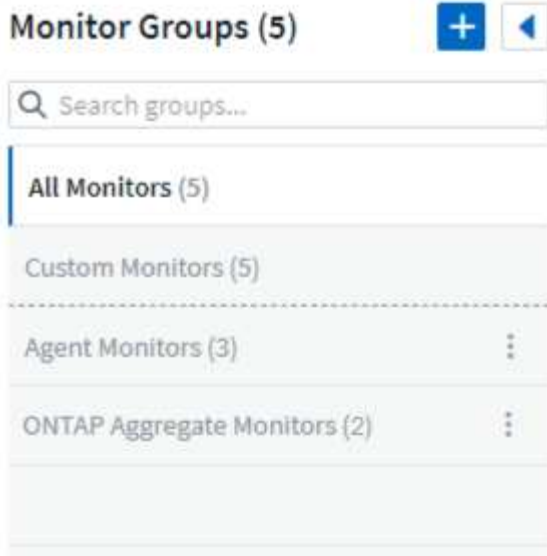 Monitor Groups (5)
Search groups...
All Monitors (5)
Custom Monitors (5)
Agent Monitors (3)
ONTAP Aggregate Monitors (2)